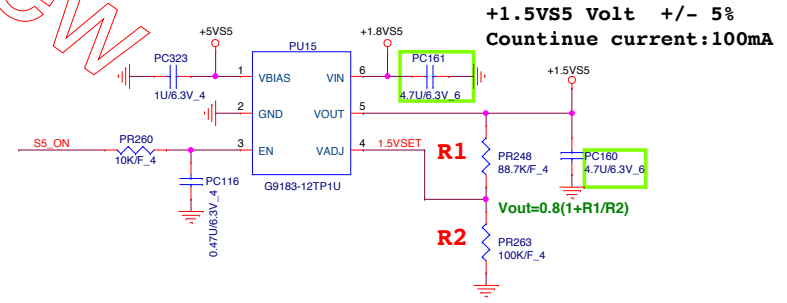 +1.5VS5 Volt +/- 5%
Countinue current:100mA
+5VS5
+1.8VS5
PU15
PC323
PC161
+1.5VS5
1
VBIAS
VIN
6
1U/6.3V_4
4.7U/6.3V_6
2
GND
VOUT
5
S5_ON
PR260
3
EN
VADJ
4
1.5VSET
R1
PR248
PC160
10K/F_4
88.7K/F_4
4.7U/6.3V_6
PC116
G9183-12TP1U
0.47U/6.3V_4
Vout=0.8(1+R1/R2)
R2
PR263
100K/F_4